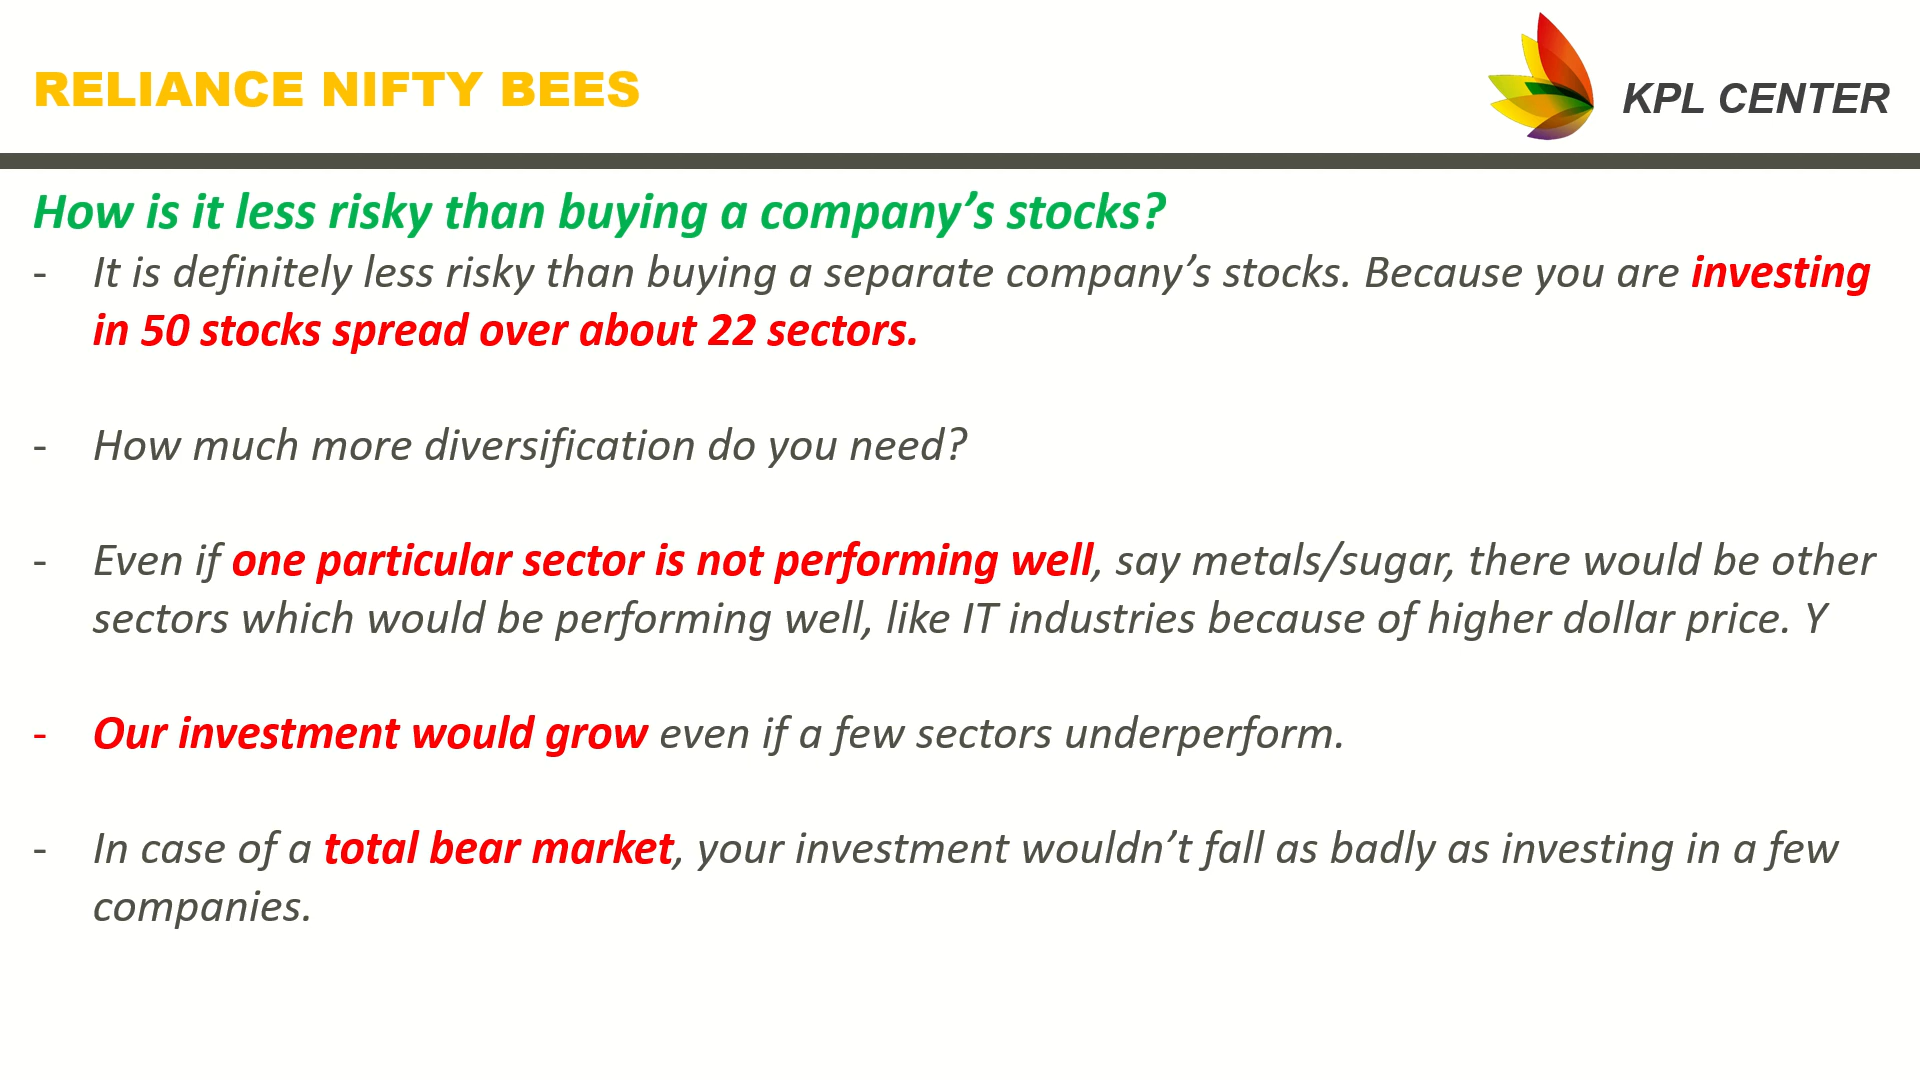 RELIANCE NIFTY BEES
KPL CENTER
How is it less risky than buying a company’s stocks?
- It is definitely less risky than buying a separate company’s stocks. Because you are investing
in 50 stocks spread over about 22 sectors.
- How much more diversification do you need?
- Even if one particular sector is not performing well, say metals/sugar, there would be other
sectors which would be performing well, like IT industries because of higher dollar price. Y
- Our investment would grow even if a few sectors underperform.
- In case of a total bear market, your investment wouldn’t fall as badly as investing in a few
companies.